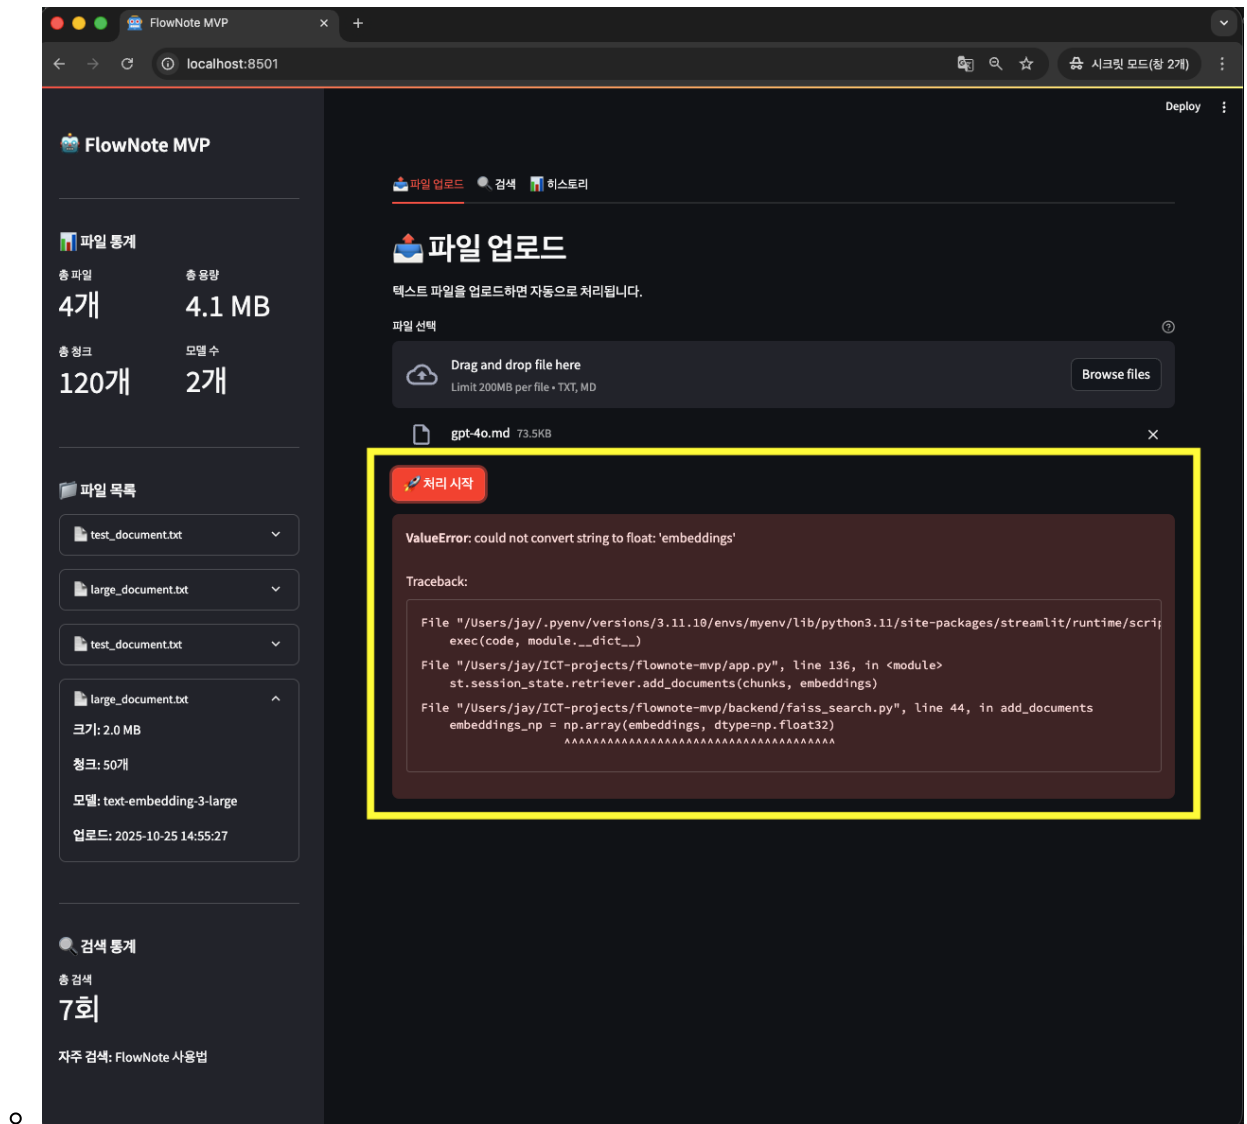 FlowNote MVP
localhost:8501
시크릿 모드(창 2개)
Deploy
FlowNote MVP
파일 통계
총 파일
총 용량
4개
4.1 MB
총 청크
모델 수
120개
2개
파일 목록
test_document.txt
large_document.txt
test_document.txt
large_document.txt
크기: 2.0 MB
청크: 50개
모델: text-embedding-3-large
업로드: 2025-10-25 14:55:27
검색 통계
총 검색
7회
자주 검색: FlowNote 사용법
파일 업로드
검색
히스토리
파일 업로드
텍스트 파일을 업로드하면 자동으로 처리됩니다.
파일 선택
Drag and drop file here
Limit 200MB per file • TXT, MD
Browse files
gpt-4o.md 73.5KB
처리 시작
ValueError: could not convert string to float: 'embeddings'
Traceback:
File "/Users/jay/.pyenv/versions/3.11.10/envs/myenv/lib/python3.11/site-packages/streamlit/runtime/scrip
exec(code, module.__dict__)
File "/Users/jay/ICT-projects/flownote-mvp/app.py", line 136, in <module>
st.session_state.retriever.add_documents(chunks, embeddings)
File "/Users/jay/ICT-projects/flownote-mvp/backend/faiss_search.py", line 44, in add_documents
embeddings_np = np.array(embeddings, dtype=np.float32)
^^^^^^^^^^^^^^^^^^^^^^^^^^^^^^^^^^^^^^